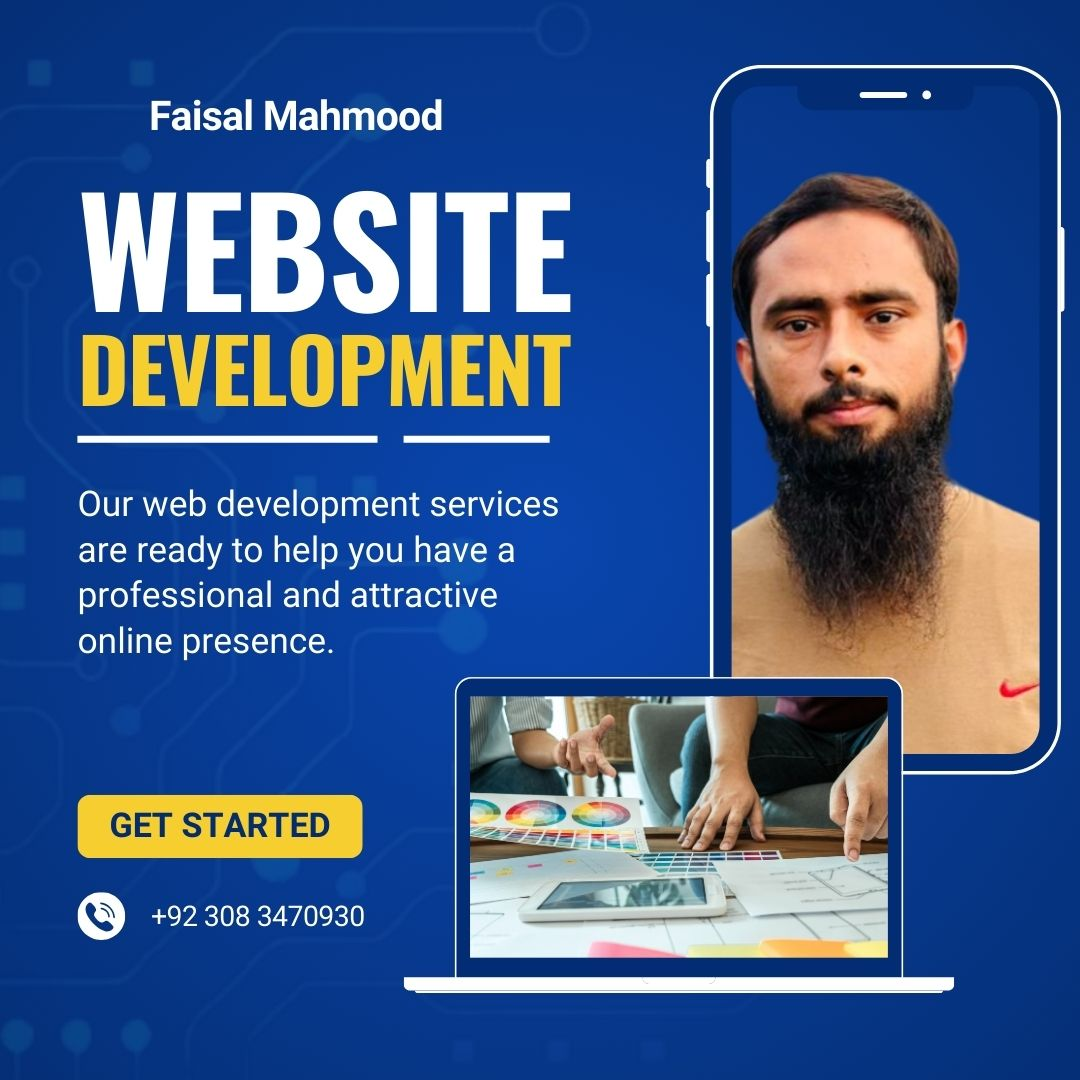 Faisal Mahmood
WEBSITE
DEVELOPMENT
Our web development services
are ready to help you have a
professional and attractive
online presence.
GET STARTED
+92 308 3470930